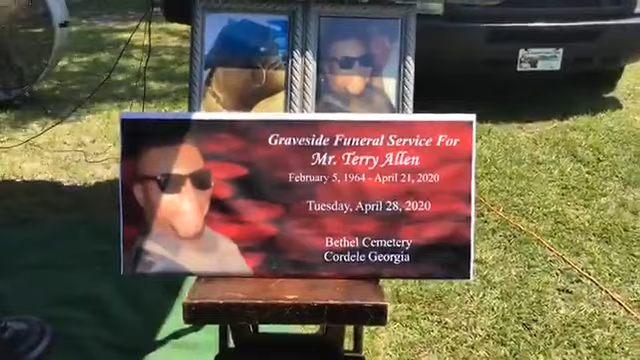 Graveside Funeral Service For
Mr. Terry Allen
February 5, 1964 - April 21, 2020
Tuesday, April 28, 2020
Bethel Cemetery
Cordele Georgia